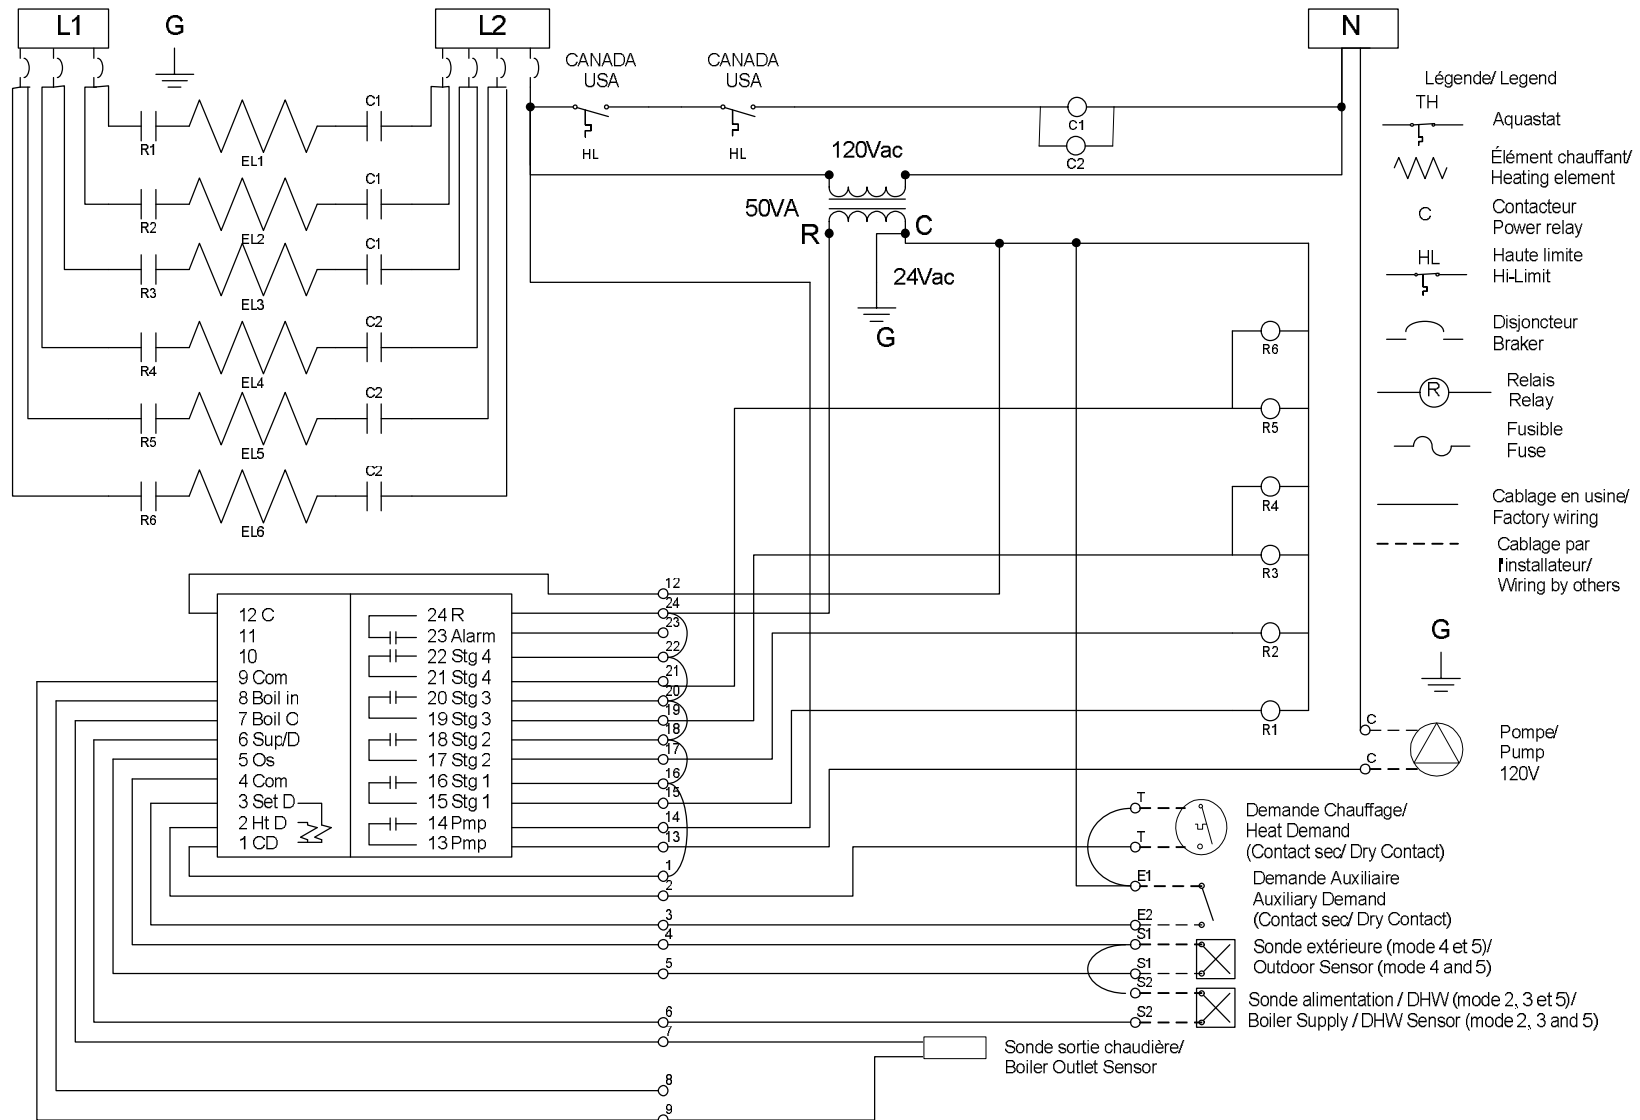 L1
G
L2
N
CANADA
USA
CANADA
USA
HL
HL
C1
C2
R1
EL1
C1
R2
EL2
C1
R3
EL3
C1
R4
EL4
C2
R5
EL5
C2
R6
EL6
C2
120Vac
50VA
R
C
24Vac
G
R6
R5
R4
R3
R2
R1
Légende/ Legend
TH
Aquastat
Élément chauffant/
Heating element
C
Contacteur
Power relay
HL
Haute limite
Hi-Limit
Disjoncteur
Braker
R
Relais
Relay
Fusible
Fuse
Cablage en usine/
Factory wiring
Cablage par
l'installateur/
Wiring by others
G
C
C
Pompe/
Pump
120V
12 C
11
10
9 Com
8 Boil in
7 Boil O
6 Sup/D
5 Os
4 Com
3 Set D
2 Ht D
1 CD
24 R
23 Alarm
22 Stg 4
21 Stg 4
20 Stg 3
19 Stg 3
18 Stg 2
17 Stg 2
16 Stg 1
15 Stg 1
14 Pmp
13 Pmp
12
24
23
22
21
20
19
18
17
16
15
14
13
1
2
3
4
5
6
7
8
9
T
T
E1
E2
S1
S1
S2
S2
Demande Chauffage/
Heat Demand
(Contact sec/ Dry Contact)
Demande Auxiliaire
Auxiliary Demand
(Contact sec/ Dry Contact)
Sonde extérieure (mode 4 et 5)/
Outdoor Sensor (mode 4 and 5)
Sonde alimentation / DHW (mode 2, 3 et 5)/
Boiler Supply / DHW Sensor (mode 2, 3 and 5)
Sonde sortie chaudière/
Boiler Outlet Sensor